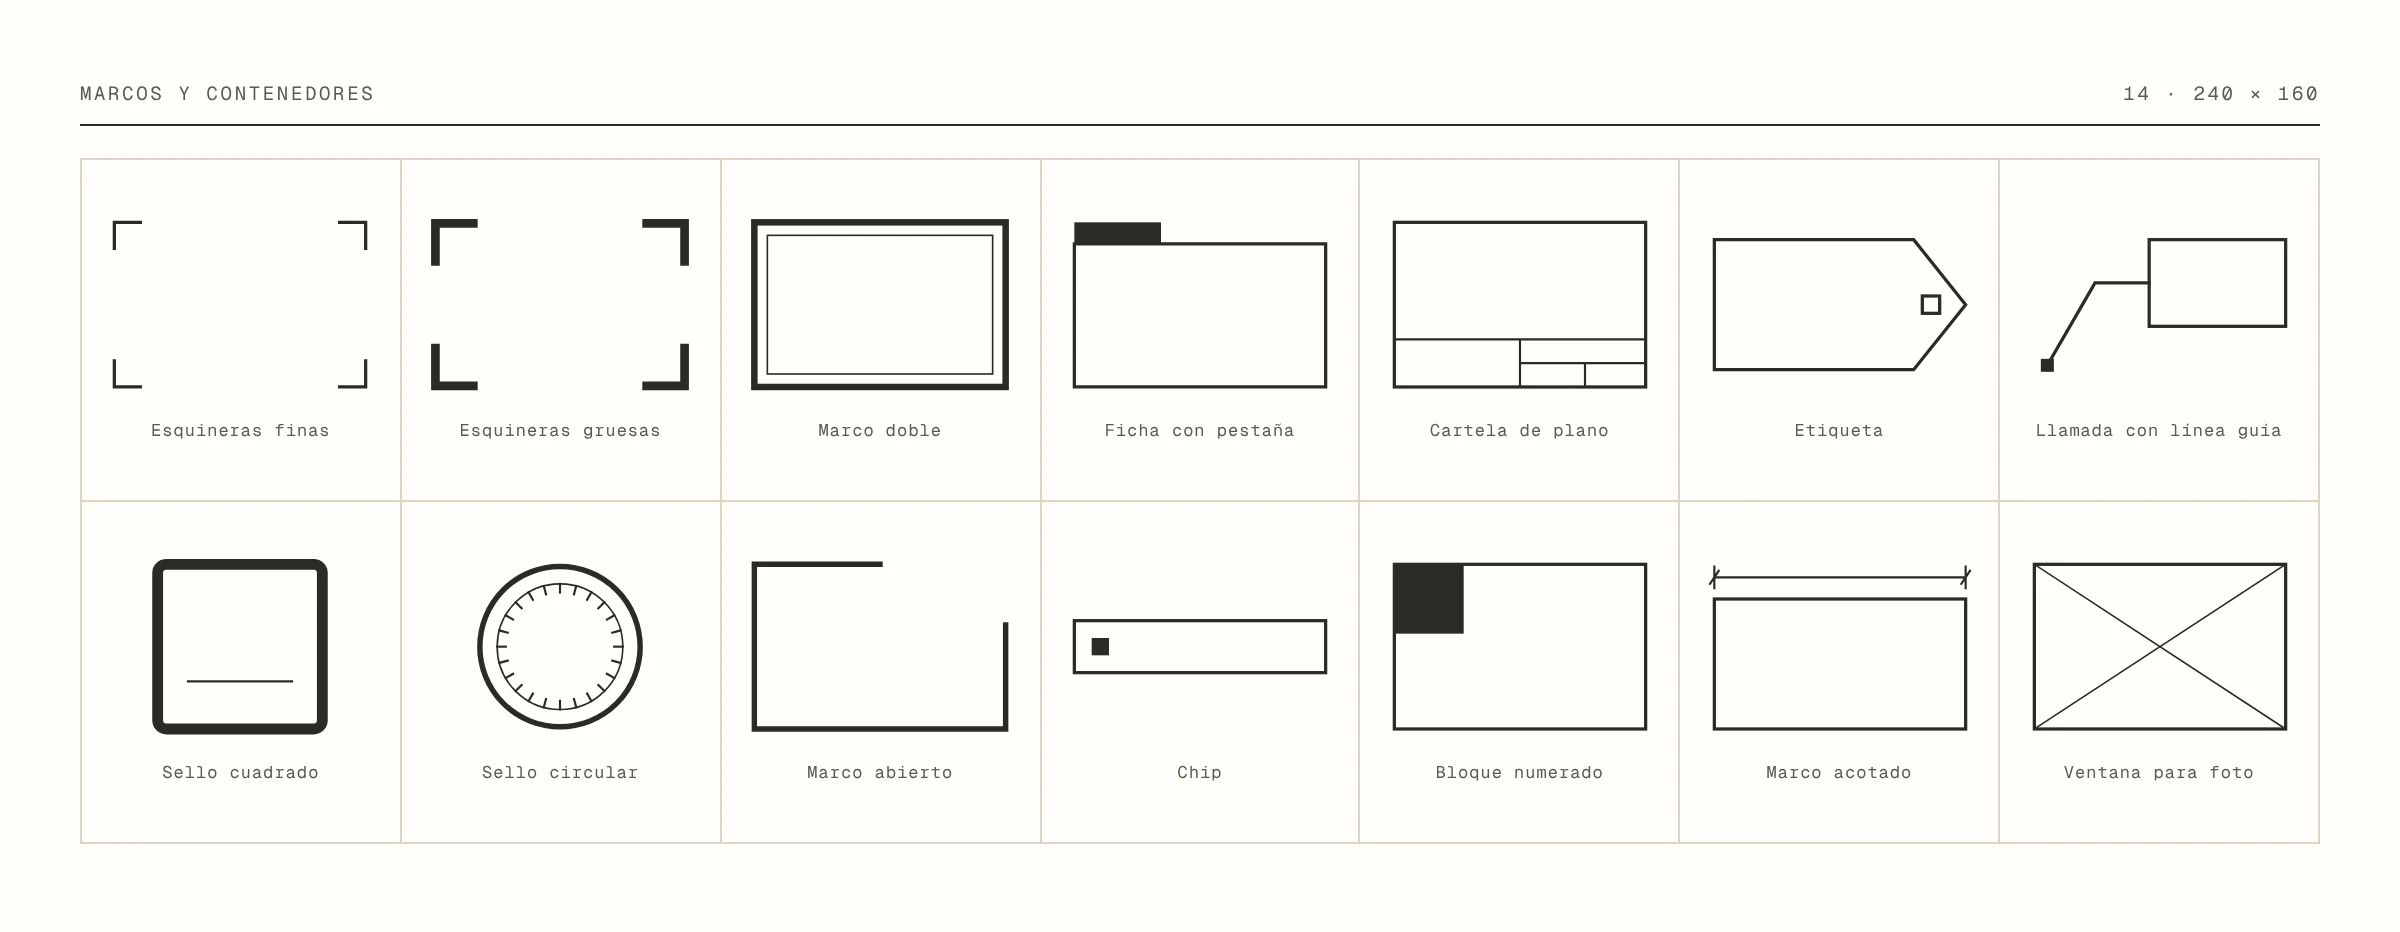 MARCOS Y CONTENEDORES
14 · 240 × 160
Esquineras finas
Esquineras gruesas
Marco doble
Ficha con pestaña
Cartela de plano
Etiqueta
Llamada con línea guía
Sello cuadrado
Sello circular
Marco abierto
Chip
Bloque numerado
Marco acotado
Ventana para foto